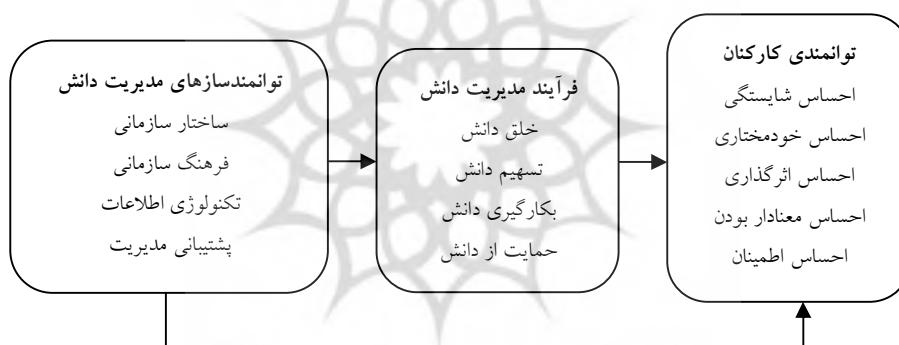 توانمندسازهای مدیریت دانش
ساختار سازمانی
فرهنگ سازمانی
تکنولوژی اطلاعات
پشتیبانی مدیریت
فرآیند مدیریت دانش
خلق دانش
تسهیم دانش
بکارگیری دانش
حمایت از دانش
توانمندی کارکنان
احساس شایستگی
احساس خودمختاری
احساس اثرگذاری
احساس معنادار بودن
احساس اطمینان